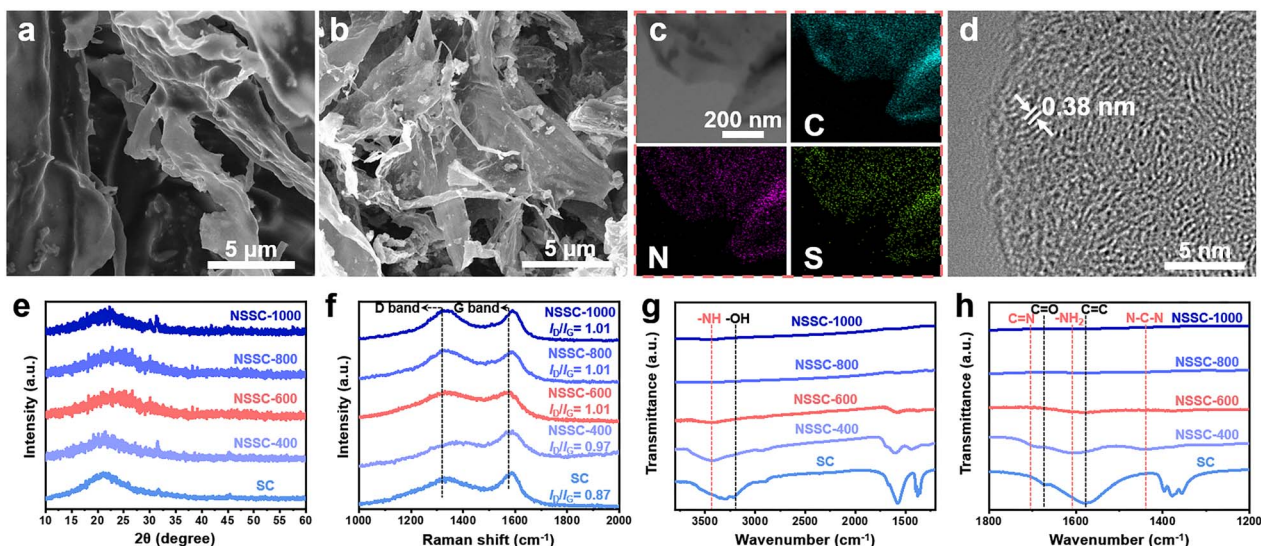 a
5 µm
b
5 µm
c
200 nm
C
N
S
d
0.38 nm
5 nm
e
NSSC-1000
NSSC-800
NSSC-600
NSSC-400
SC
Intensity (a.u.)
10 20 30 40 50 60
2θ (degree)
f
D band
G band
NSSC-1000
I_D/I_G= 1.01
NSSC-800
I_D/I_G= 1.01
NSSC-600
I_D/I_G= 1.01
NSSC-400
I_D/I_G= 0.97
SC
I_D/I_G= 0.87
Intensity (a.u.)
1000 1200 1400 1600 1800 2000
Raman shift (cm⁻¹)
g
-NH
-OH
NSSC-1000
NSSC-800
NSSC-600
NSSC-400
SC
Transmittance (a.u.)
3500 3000 2500 2000 1500
Wavenumber (cm⁻¹)
h
C=N
C=O
-NH₂
C=C
N-C-N
NSSC-1000
NSSC-800
NSSC-600
NSSC-400
SC
Transmittance (a.u.)
1800 1600 1400 1200
Wavenumber (cm⁻¹)